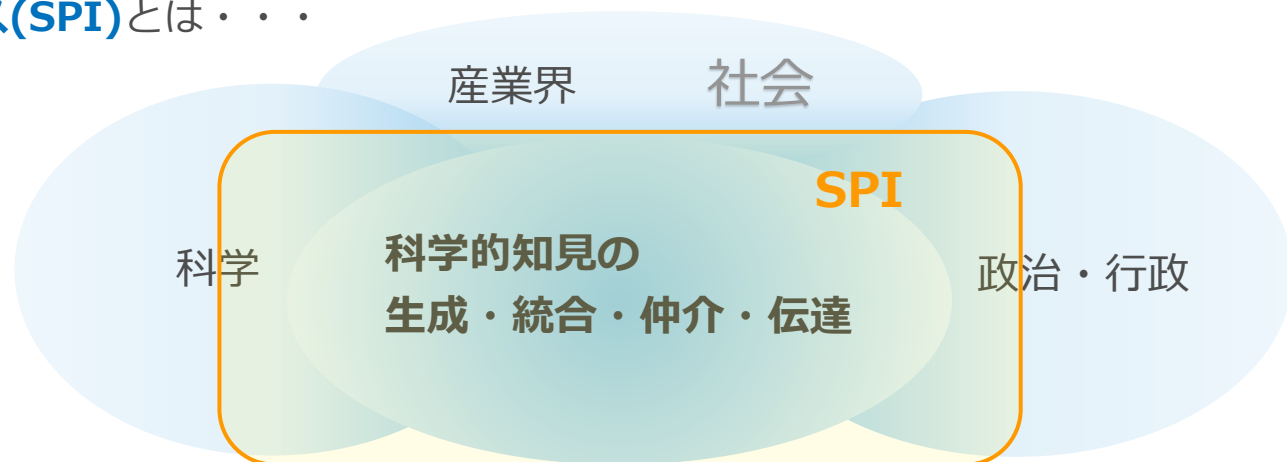 (SPI)とは・・・
産業界 社会
SPI
科学的知見の
科学 政治・行政
生成・統合・仲介・伝達